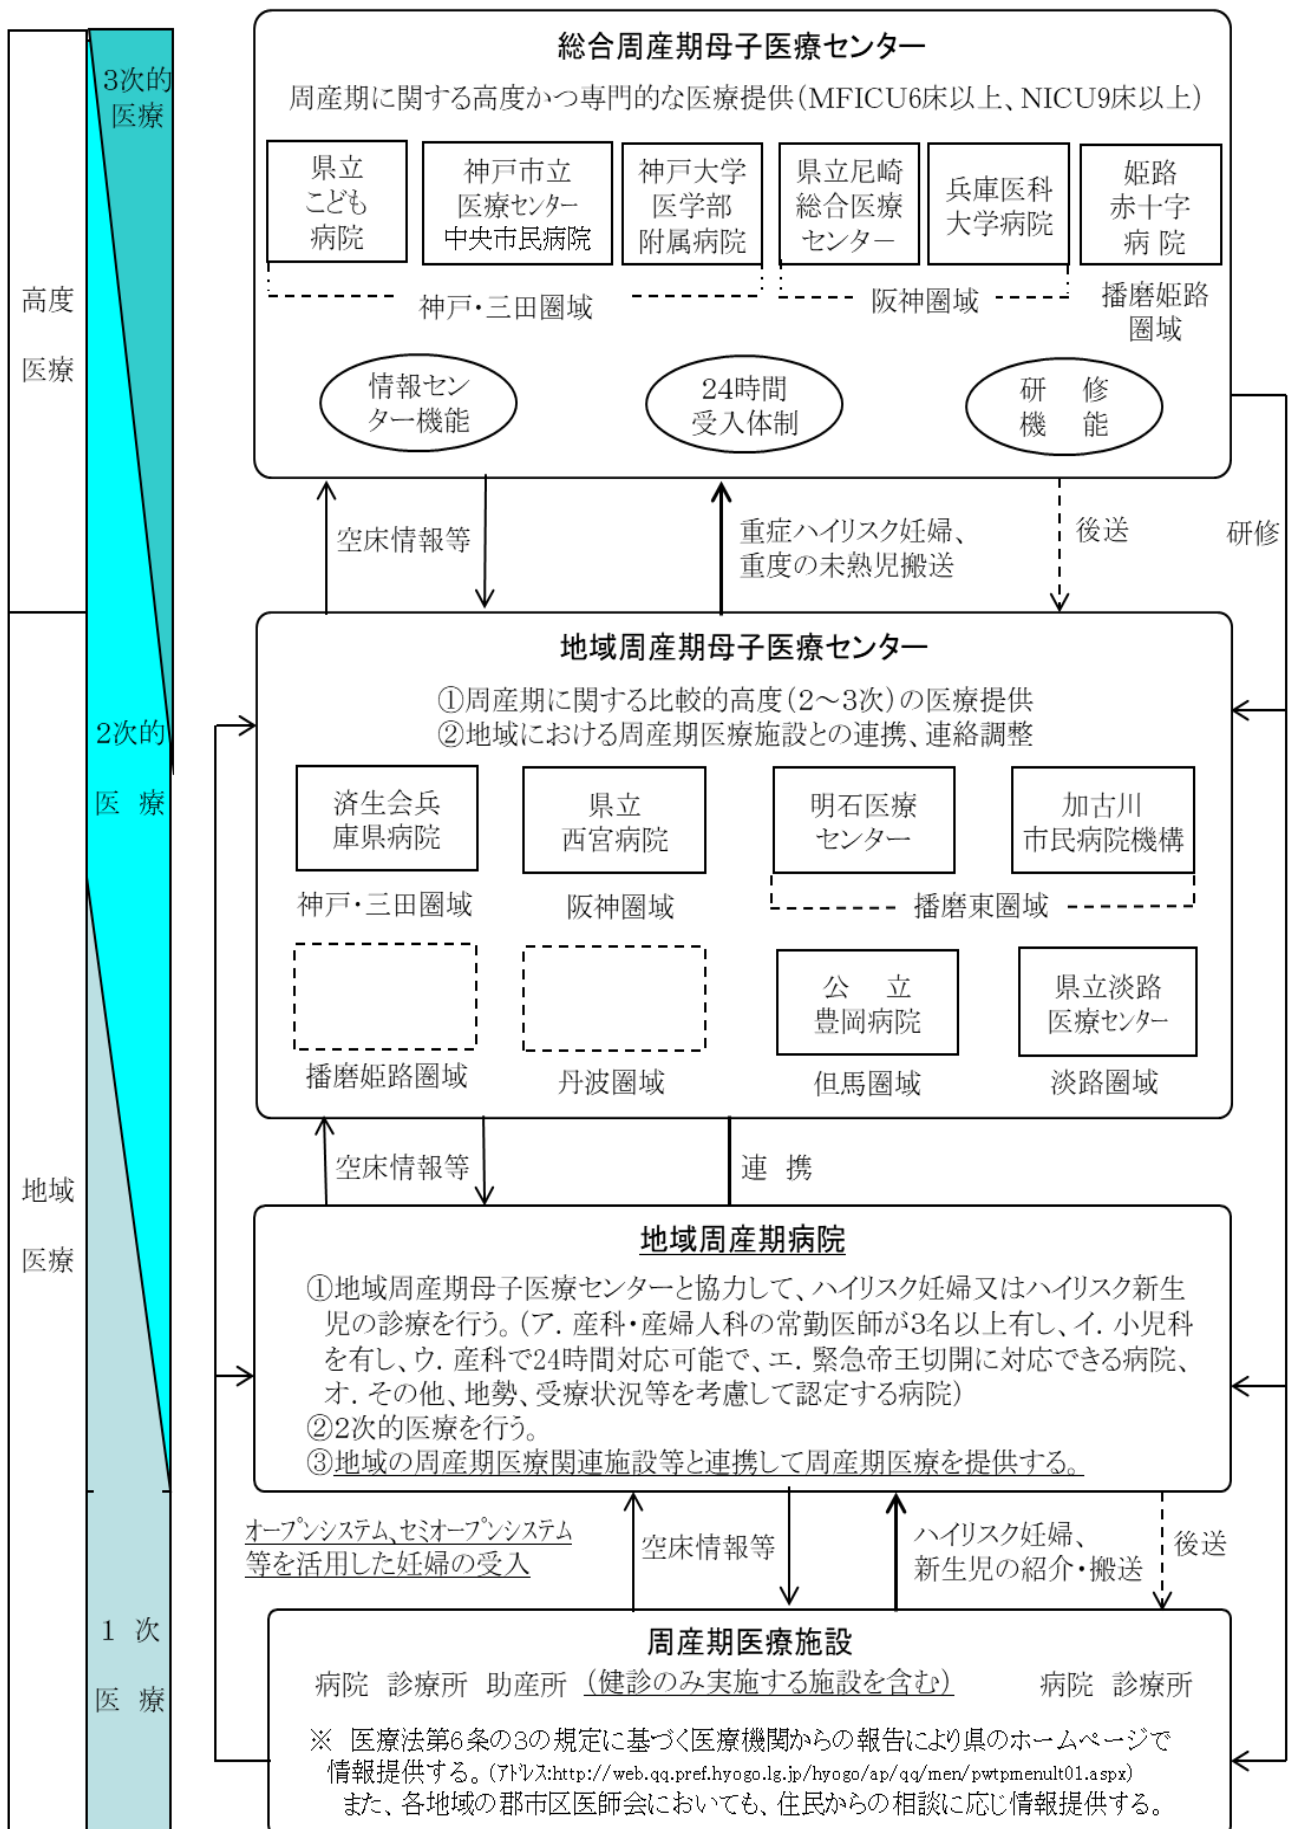 総合周産期母子医療センター
周産期に関する高度かつ専門的な医療提供(MFICU6床以上、NICU9床以上)
県立
こども
病院
神戸市立
医療センター
中央市民病院
神戸大学
医学部
附属病院
県立尼崎
総合医療
センター
兵庫医科
大学病院
姫路
赤十字
病 院
神戸・三田圏域
阪神圏域
播磨姫路
圏域
情報セン
ター機能
24時間
受入体制
研 修
機 能
3次的
医療
高度
医療
空床情報等
重症ハイリスク妊婦、
重度の未熟児搬送
後送
研修
地域周産期母子医療センター
①周産期に関する比較的高度(2～3次)の医療提供
②地域における周産期医療施設との連携、連絡調整
2次的
医 療
済生会兵
庫県病院
県立
西宮病院
明石医療
センター
加古川
市民病院機構
神戸・三田圏域
阪神圏域
播磨東圏域
公 立
豊岡病院
県立淡路
医療センター
播磨姫路圏域
丹波圏域
但馬圏域
淡路圏域
空床情報等
連 携
地域
医療
地域周産期病院
①地域周産期母子医療センターと協力して、ハイリスク妊婦又はハイリスク新生
児の診療を行う。(ア．産科・産婦人科の常勤医師が3名以上有し、イ．小児科
を有し、ウ．産科で24時間対応可能で、エ．緊急帝王切開に対応できる病院、
オ．その他、地勢、受療状況等を考慮して認定する病院)
②2次的医療を行う。
③地域の周産期医療関連施設等と連携して周産期医療を提供する。
オープンシステム、セミオープンシステム
等を活用した妊婦の受入
空床情報等
ハイリスク妊婦、
新生児の紹介・搬送
後送
1 次
医 療
周産期医療施設
病院 診療所 助産所 (健診のみ実施する施設を含む) 病院 診療所
※ 医療法第6条の3の規定に基づく医療機関からの報告により県のホームページで
情報提供する。(アドレス:http://web.qq.pref.hyogo.lg.jp/hyogo/ap/qq/men/pwtpmenult01.aspx)
また、各地域の郡市区医師会においても、住民からの相談に応じ情報提供する。